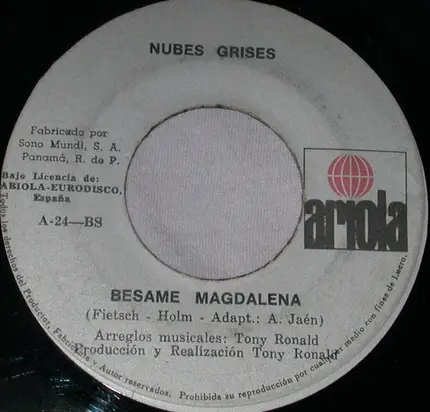 NUBES GRISES
Fabricado por
Sono Mundi, S. A.
Panamá, R. de P.
Bajo Licencia de:
ARIOLA-EURODISCO,
España
A-24—BS
ariola
BESAME MAGDALENA
(Fietsch - Holm - Adapt.: A. Jaén)
Arreglos musicales: Tony Ronald
Producción y Realización Tony Ronald
Todos los derechos del Productor, Fabricante y Autor reservados. Prohibida su reproducción por cualquier medio con fines de Lucro.